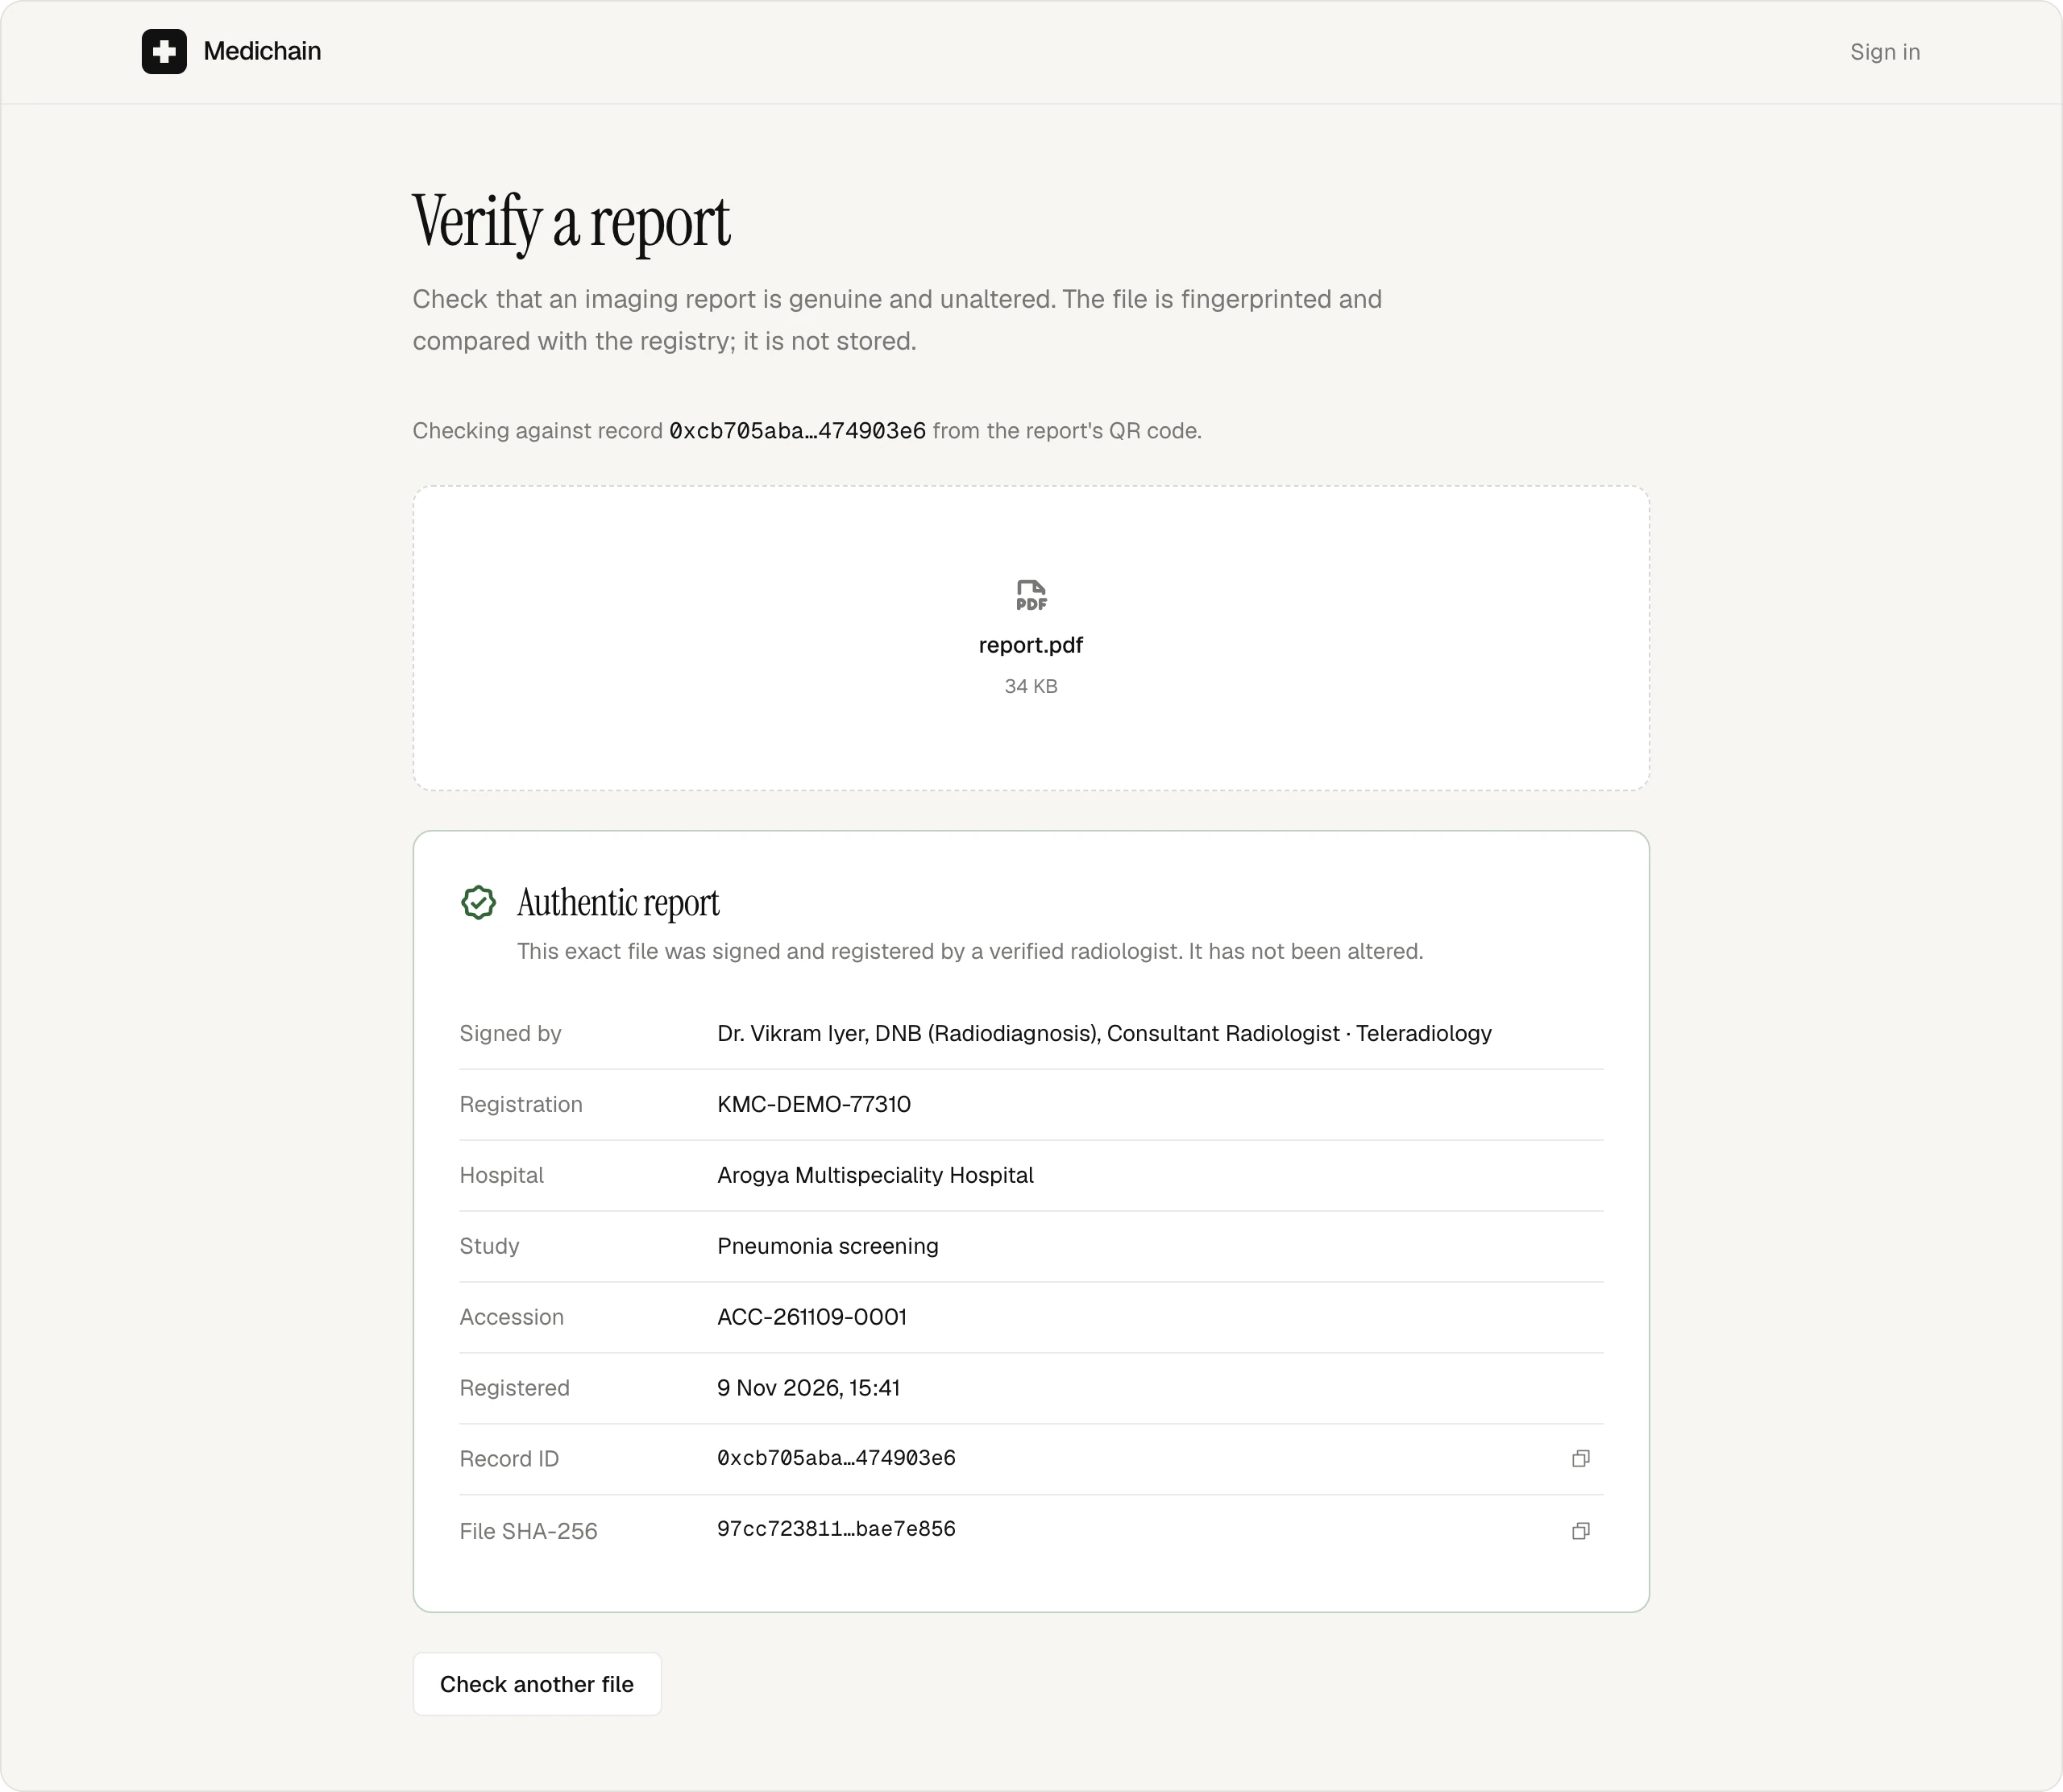 Medichain
Sign in
Verify a report
Check that an imaging report is genuine and unaltered. The file is fingerprinted and
compared with the registry; it is not stored.
Checking against record 0xcb705aba…474903e6 from the report's QR code.
PDF
report.pdf
34 KB
Authentic report
This exact file was signed and registered by a verified radiologist. It has not been altered.
Signed by Dr. Vikram Iyer, DNB (Radiodiagnosis), Consultant Radiologist · Teleradiology
Registration KMC-DEMO-77310
Hospital Arogya Multispeciality Hospital
Study Pneumonia screening
Accession ACC-261109-0001
Registered 9 Nov 2026, 15:41
Record ID 0xcb705aba…474903e6
File SHA-256 97cc723811…bae7e856
Check another file